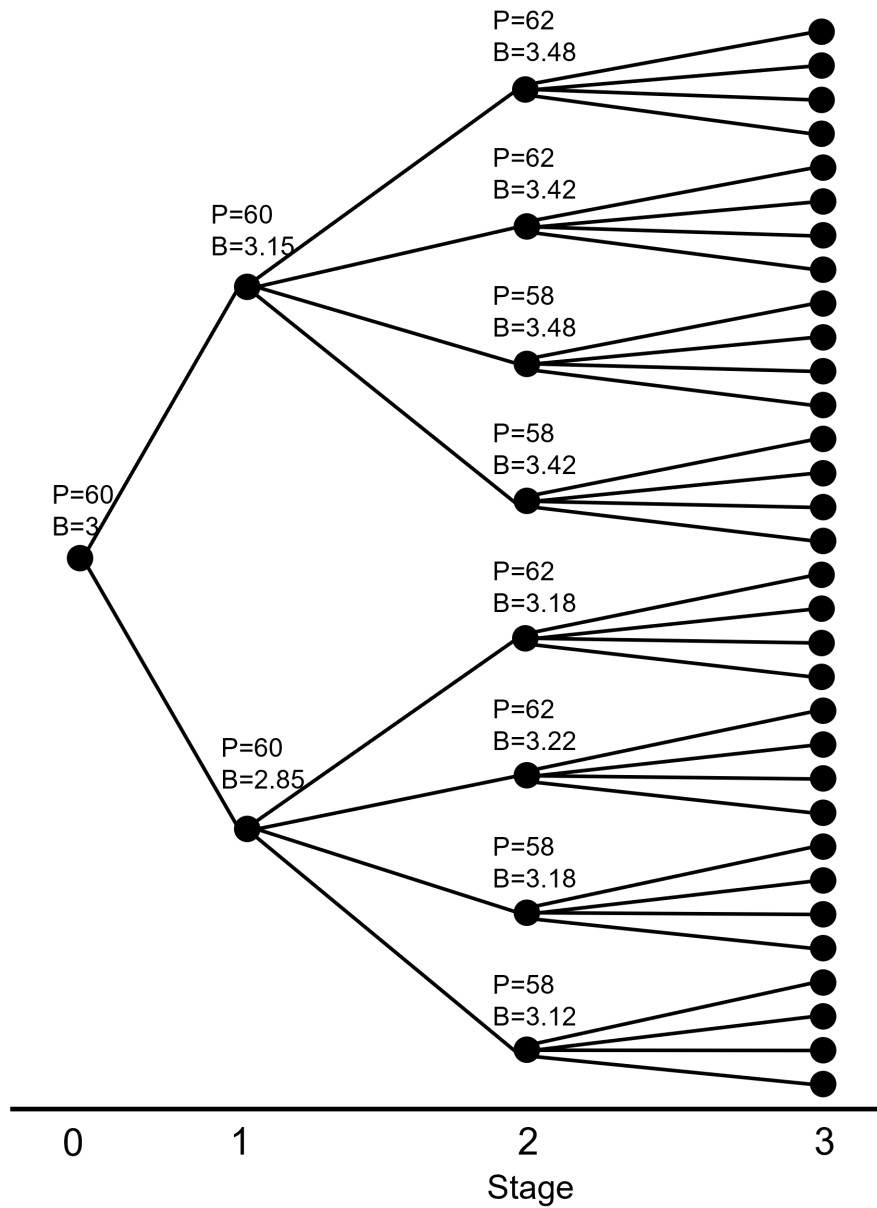 P=62
B=3.48
P=62
B=3.42
P=60
B=3.15
P=58
B=3.48
P=58
B=3.42
P=60
B=3
P=62
B=3.18
P=62
B=3.22
P=60
B=2.85
P=58
B=3.18
P=58
B=3.12
0 1 2 3
Stage